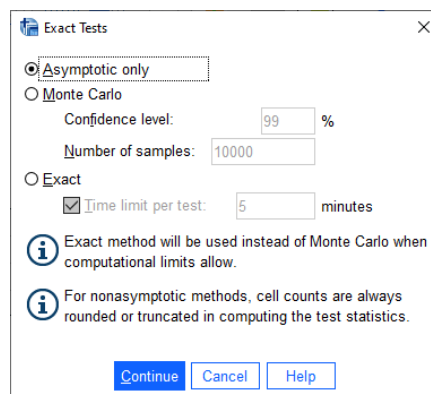 Exact Tests
Asymptotic only
Monte Carlo
Confidence level: 99 %
Number of samples: 10000
Exact
Time limit per test: 5 minutes
Exact method will be used instead of Monte Carlo when
computational limits allow.
For nonasymptotic methods, cell counts are always
rounded or truncated in computing the test statistics.
Continue Cancel Help